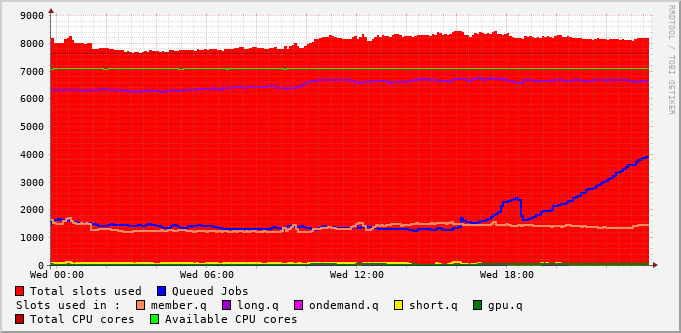 RRDTOOL / TOBI OETIKER
9000
8000
7000
6000
5000
4000
3000
2000
1000
0
Wed 00:00 Wed 06:00 Wed 12:00 Wed 18:00
Total slots used Queued Jobs
Slots used in : member.q long.q ondemand.q short.q gpu.q
Total CPU cores Available CPU cores